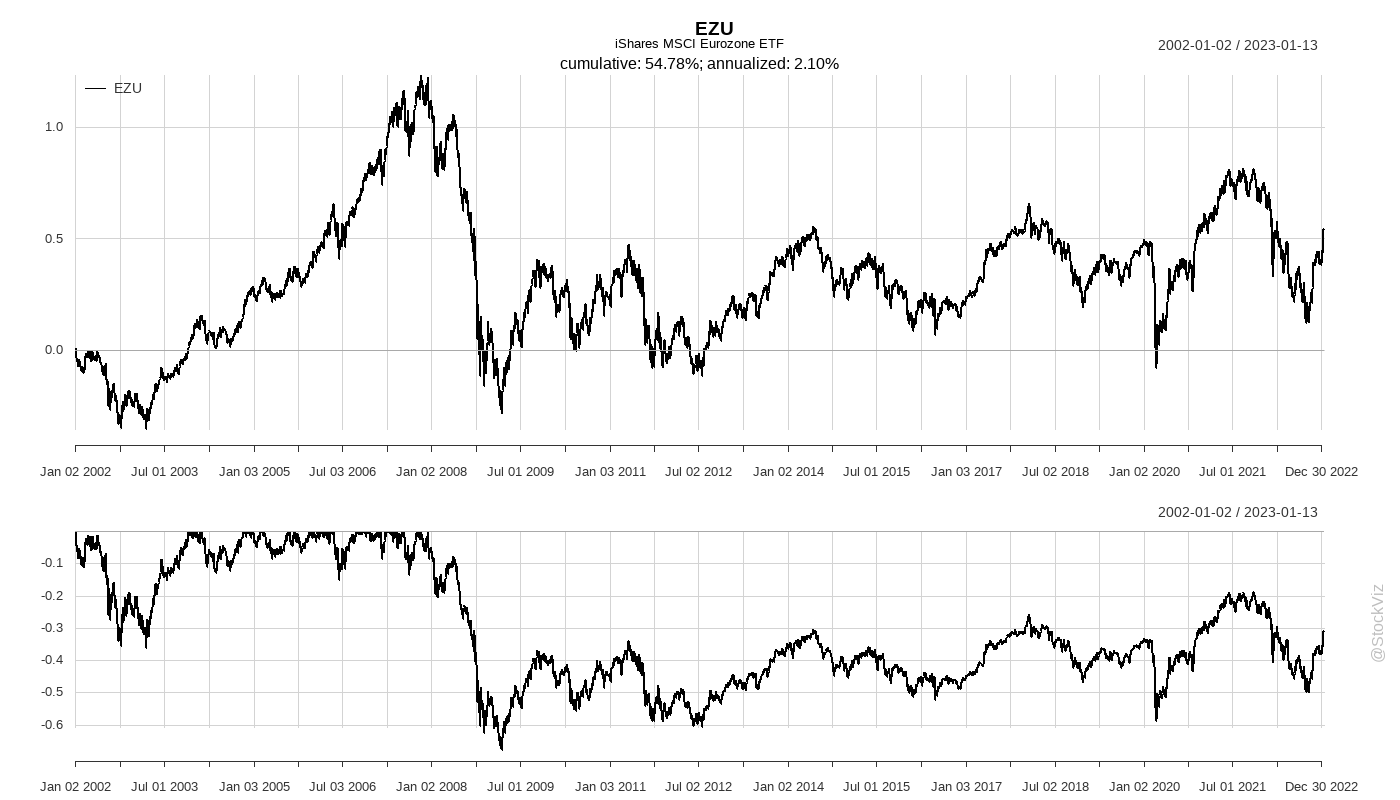 EZU
iShares MSCI Eurozone ETF
2002-01-02 / 2023-01-13
cumulative: 54.78%; annualized: 2.10%
EZU
1.0
0.5
0.0
Jan 02 2002 Jul 01 2003 Jan 03 2005 Jul 03 2006 Jan 02 2008 Jul 01 2009 Jan 03 2011 Jul 02 2012 Jan 02 2014 Jul 01 2015 Jan 03 2017 Jul 02 2018 Jan 02 2020 Jul 01 2021 Dec 30 2022
2002-01-02 / 2023-01-13
-0.1
-0.2
-0.3
-0.4
-0.5
-0.6
Jan 02 2002 Jul 01 2003 Jan 03 2005 Jul 03 2006 Jan 02 2008 Jul 01 2009 Jan 03 2011 Jul 02 2012 Jan 02 2014 Jul 01 2015 Jan 03 2017 Jul 02 2018 Jan 02 2020 Jul 01 2021 Dec 30 2022
@StockViz